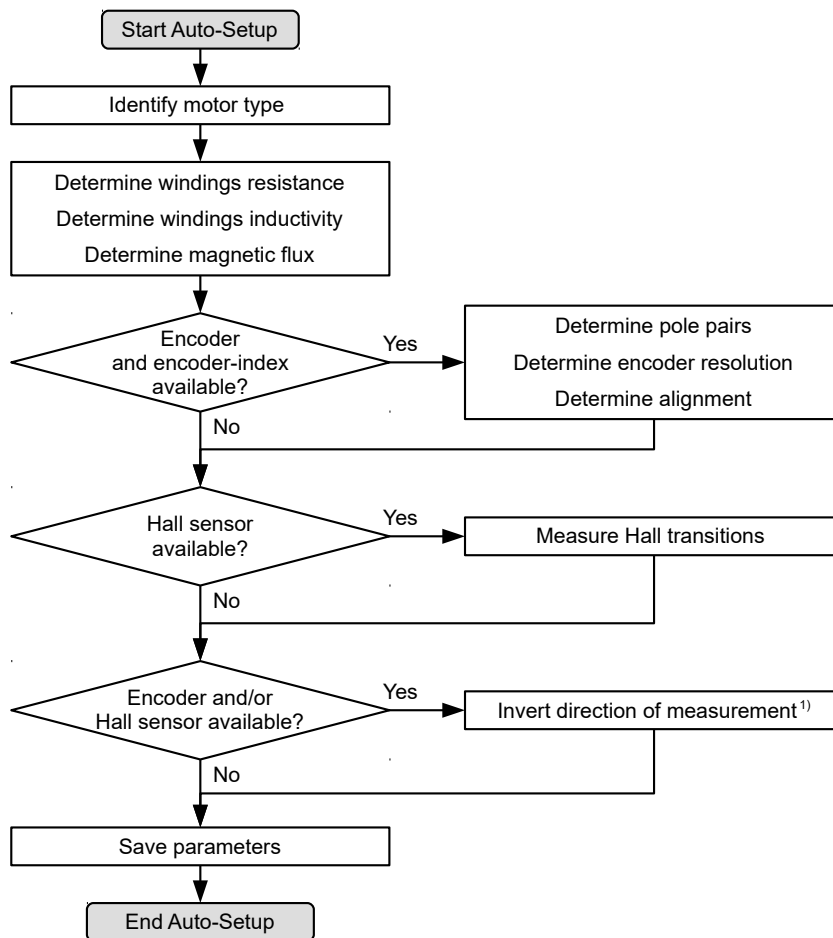 Start Auto-Setup
Identify motor type
Determine windings resistance
Determine windings inductivity
Determine magnetic flux
Encoder
and encoder-index
available?
Yes
Determine pole pairs
Determine encoder resolution
Determine alignment
No
Hall sensor
available?
Yes
Measure Hall transitions
No
Encoder and/or
Hall sensor available?
Yes
Invert direction of measurement 1)
No
Save parameters
End Auto-Setup